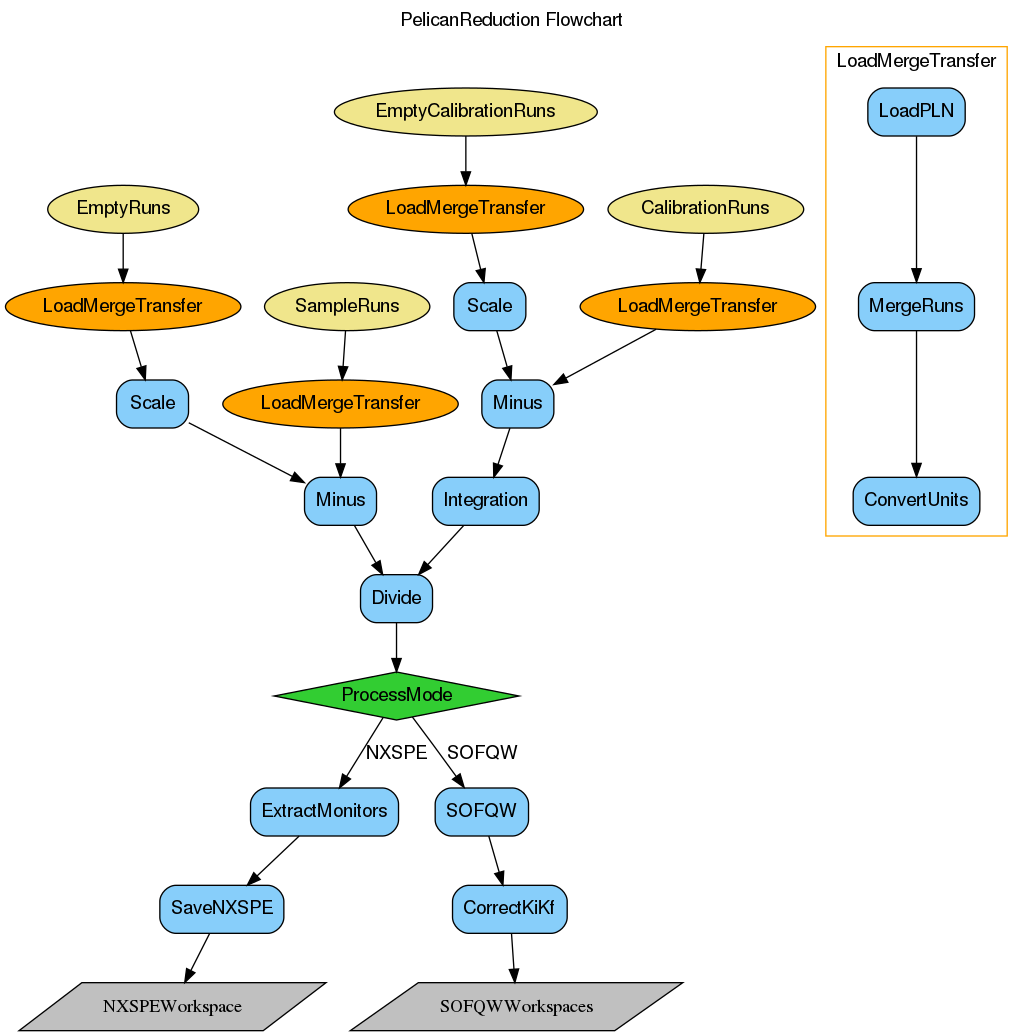 PelicanReduction Flowchart
LoadMergeTransfer
LoadPLN
EmptyCalibrationRuns
EmptyRuns
LoadMergeTransfer
CalibrationRuns
LoadMergeTransfer
SampleRuns
Scale
LoadMergeTransfer
MergeRuns
Scale
LoadMergeTransfer
Minus
Minus
Integration
ConvertUnits
Divide
ProcessMode
NXSPE
SOFQW
ExtractMonitors
SOFQW
SaveNXSPE
CorrectKiKf
NXSPEWorkspace
SOFQWWorkspaces